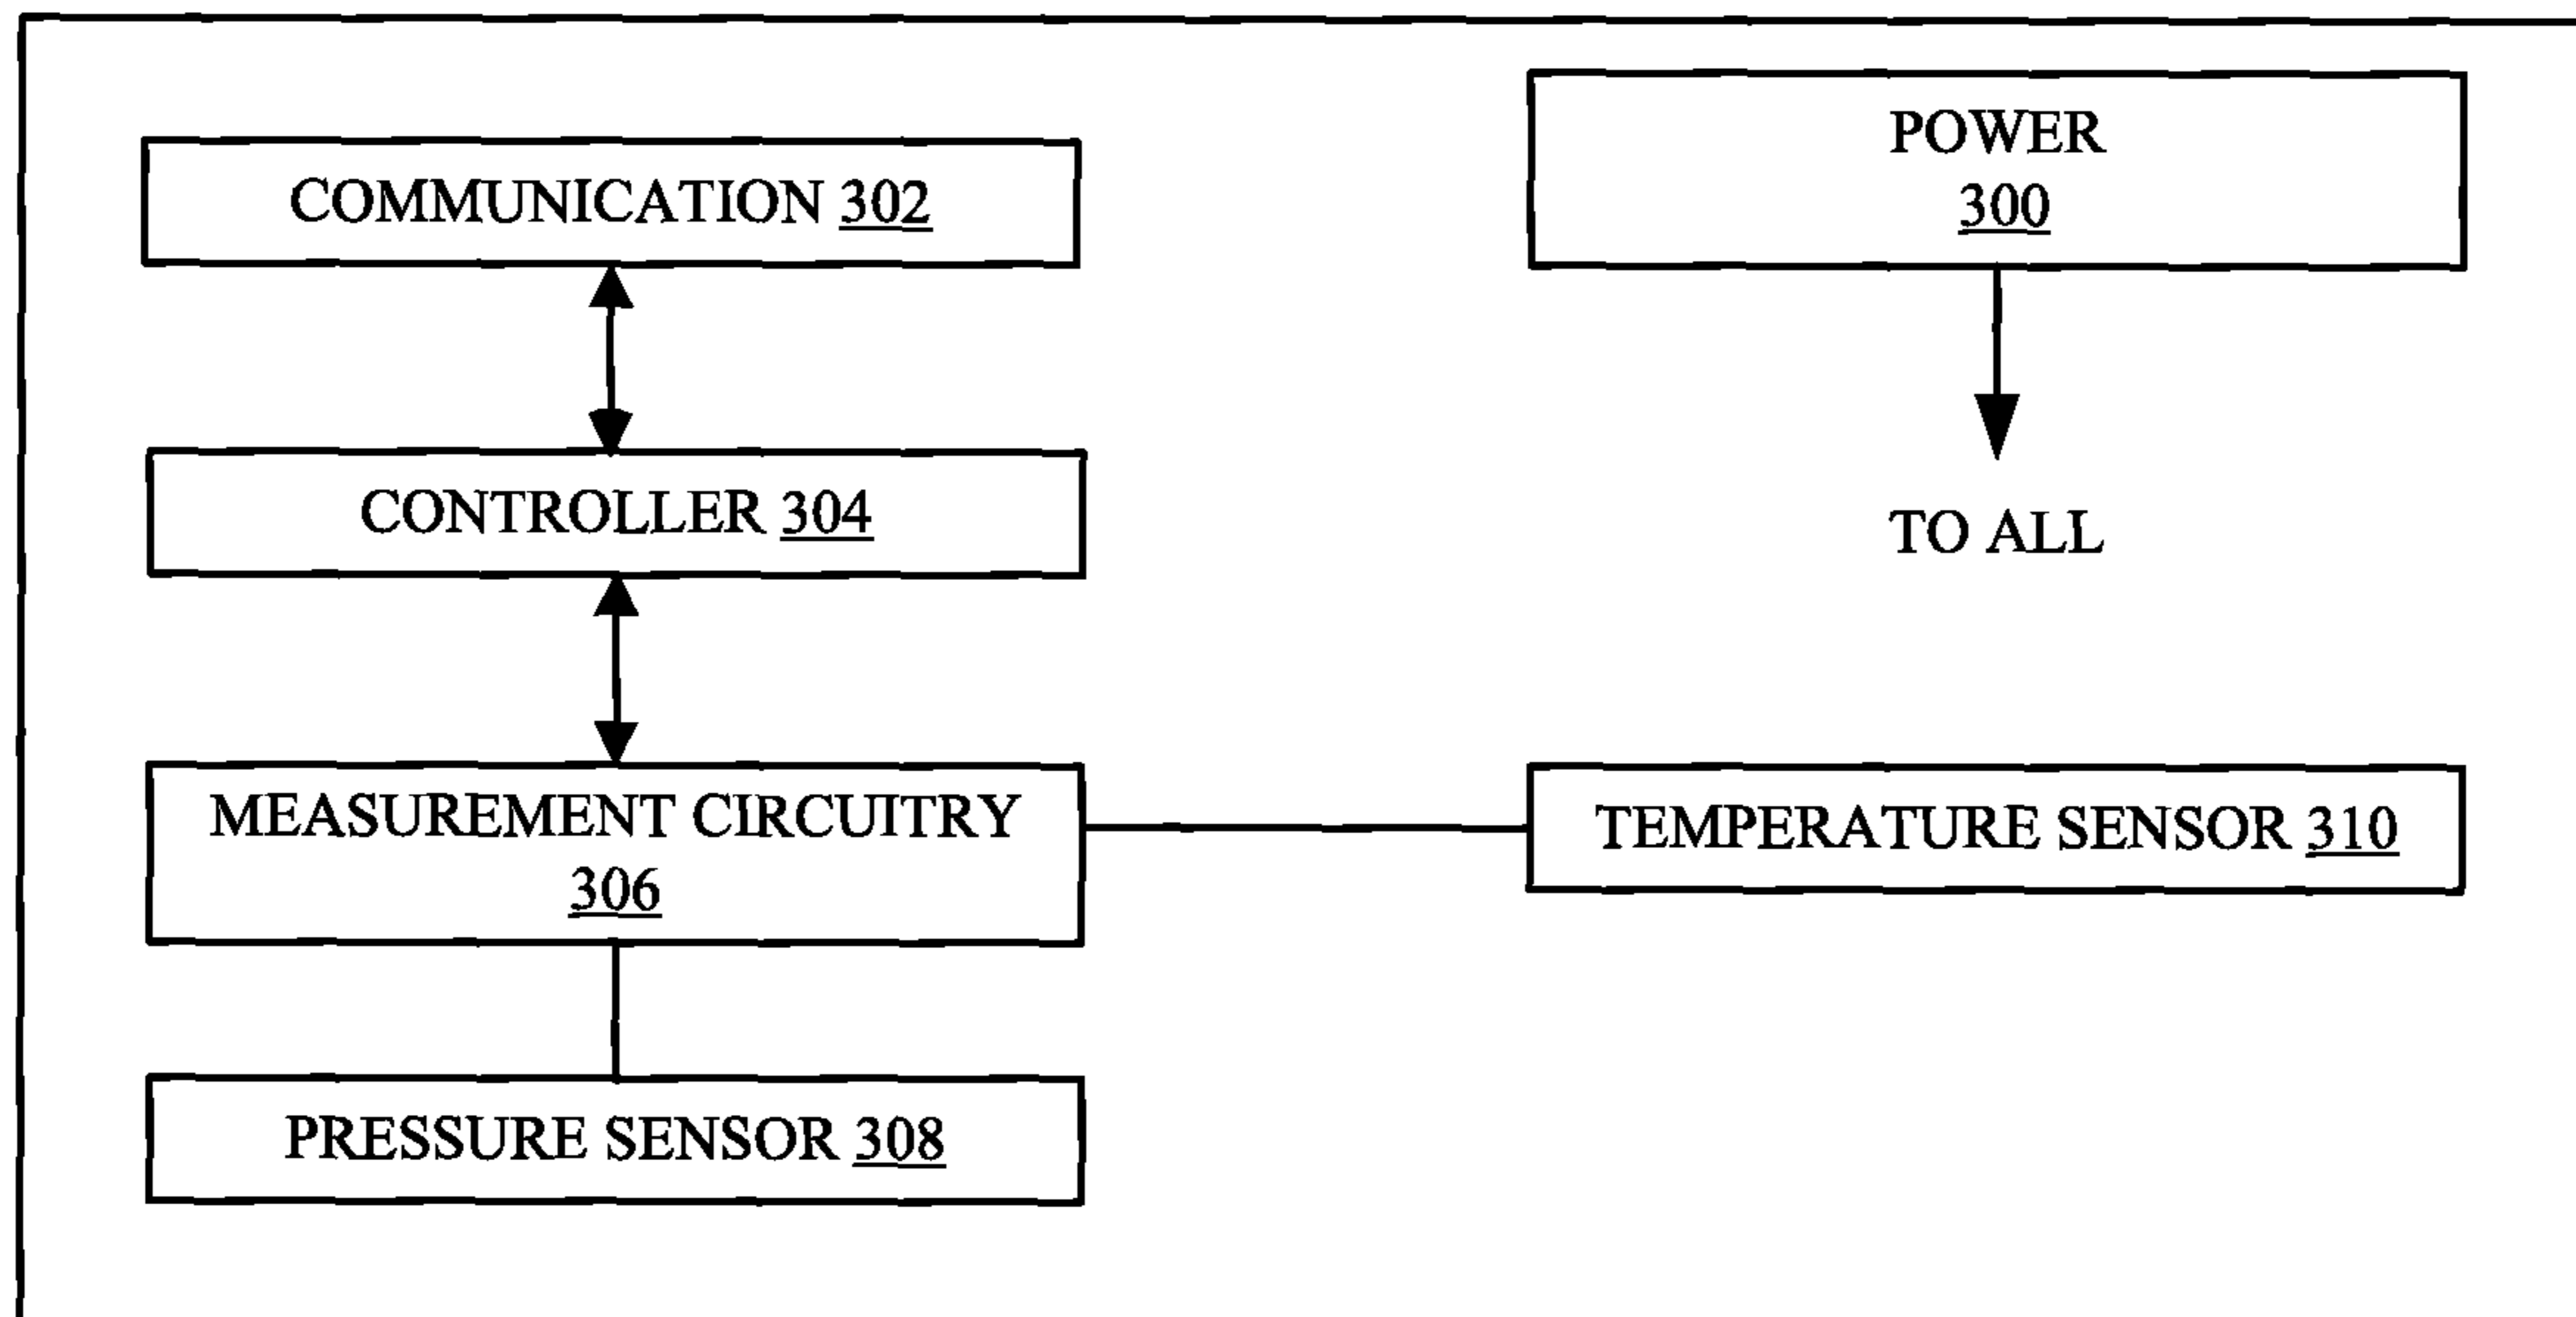 COMMUNICATION 302
POWER
300
CONTROLLER 304
TO ALL
MEASUREMENT CIRCUITRY
306
TEMPERATURE SENSOR 310
PRESSURE SENSOR 308